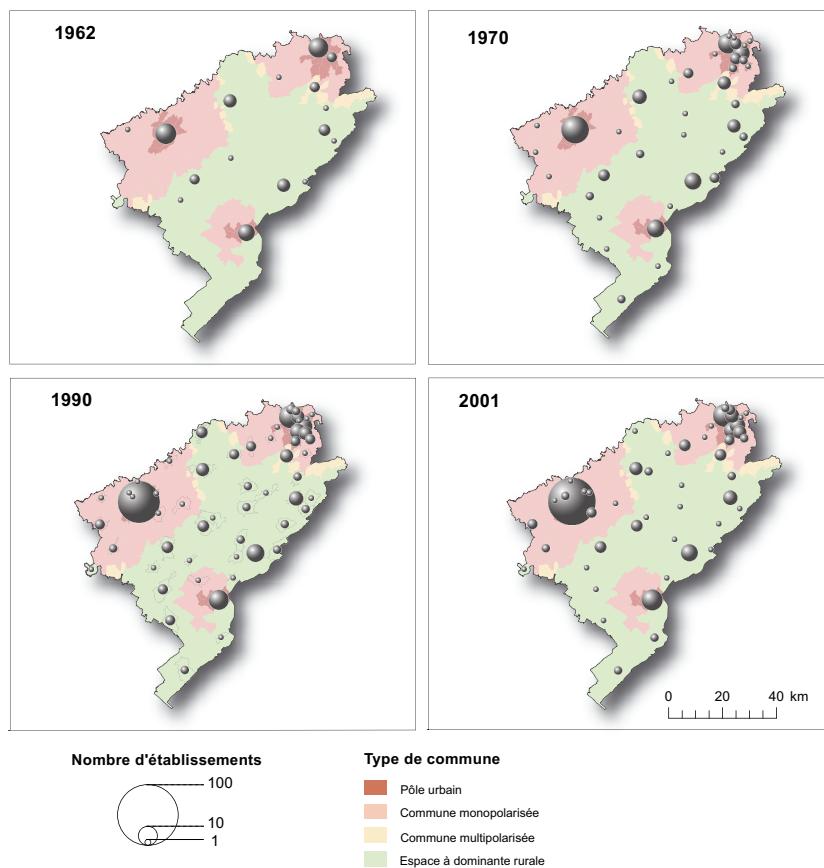 1962
1970
1990
2001
0 20 40 km
Nombre d'établissements
100
10
1
Type de commune
Pôle urbain
Commune monopolarisée
Commune multipolarisée
Espace à dominante rurale